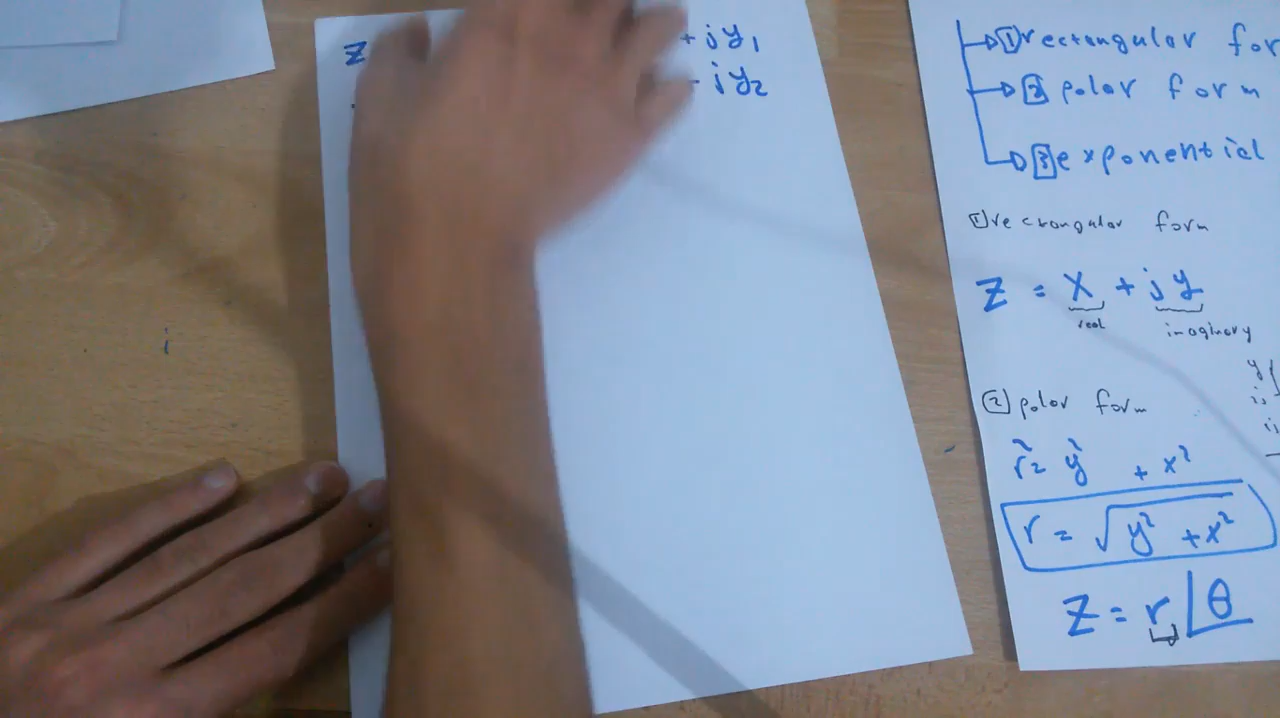 z + jy₁
jy₂
① rectangular for
② polar form
③ exponential
① rectangular form
z = x + jy
real imaginary
② polar form
r² = y² + x²
r = √y² + x²
z = r∠θ